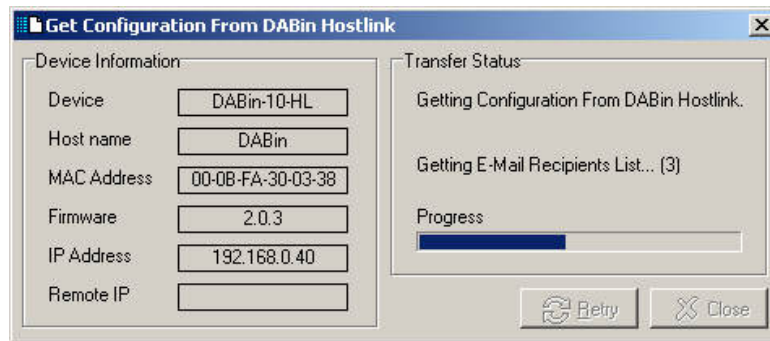 Get Configuration From DABin Hostlink
Device Information
Device DABin-10-HL
Host name DABin
MAC Address 00-0B-FA-30-03-38
Firmware 2.0.3
IP Address 192.168.0.40
Remote IP
Transfer Status
Getting Configuration From DABin Hostlink.
Getting E-Mail Recipients List... (3)
Progress
Retry Close